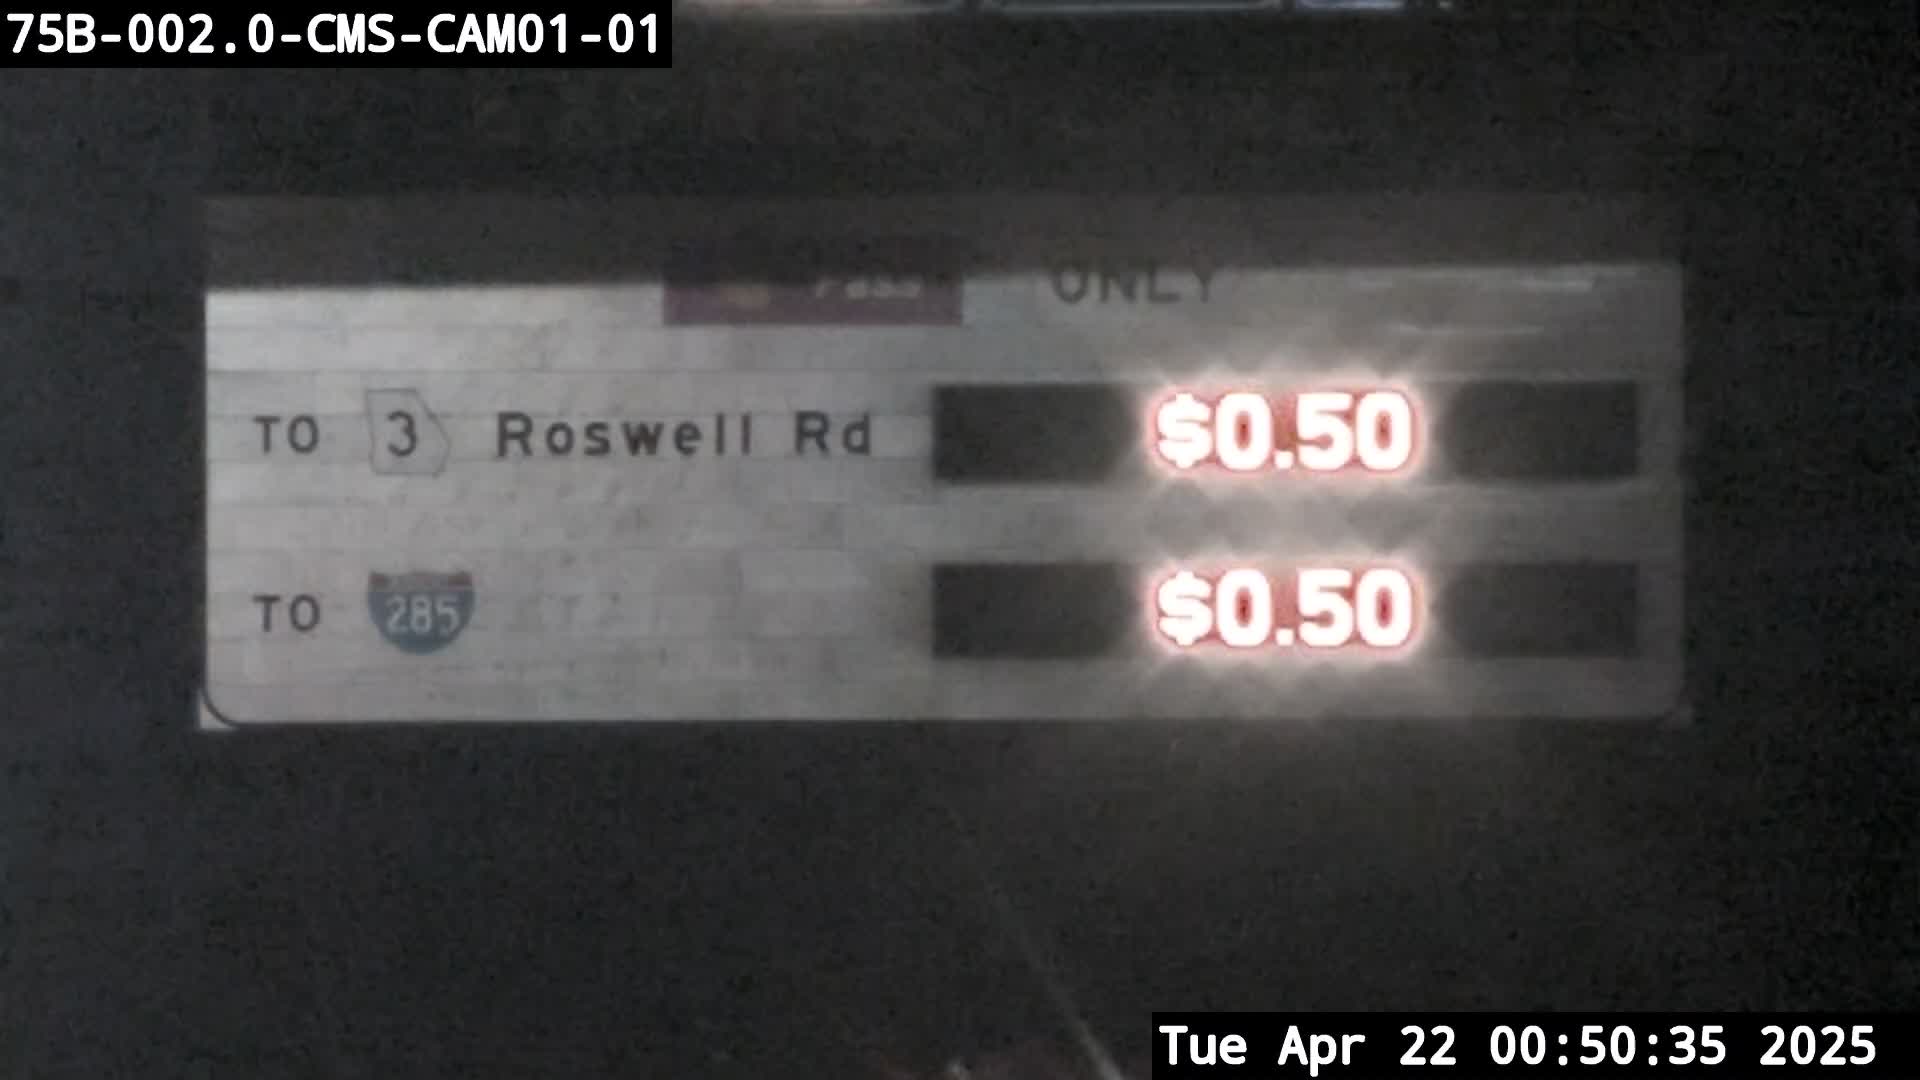 75B-002.0-CMS-CAM01-01
Pass ONLY
TO 3 Roswell Rd $0.50
TO 285 $0.50
Tue Apr 22 00:50:35 2025